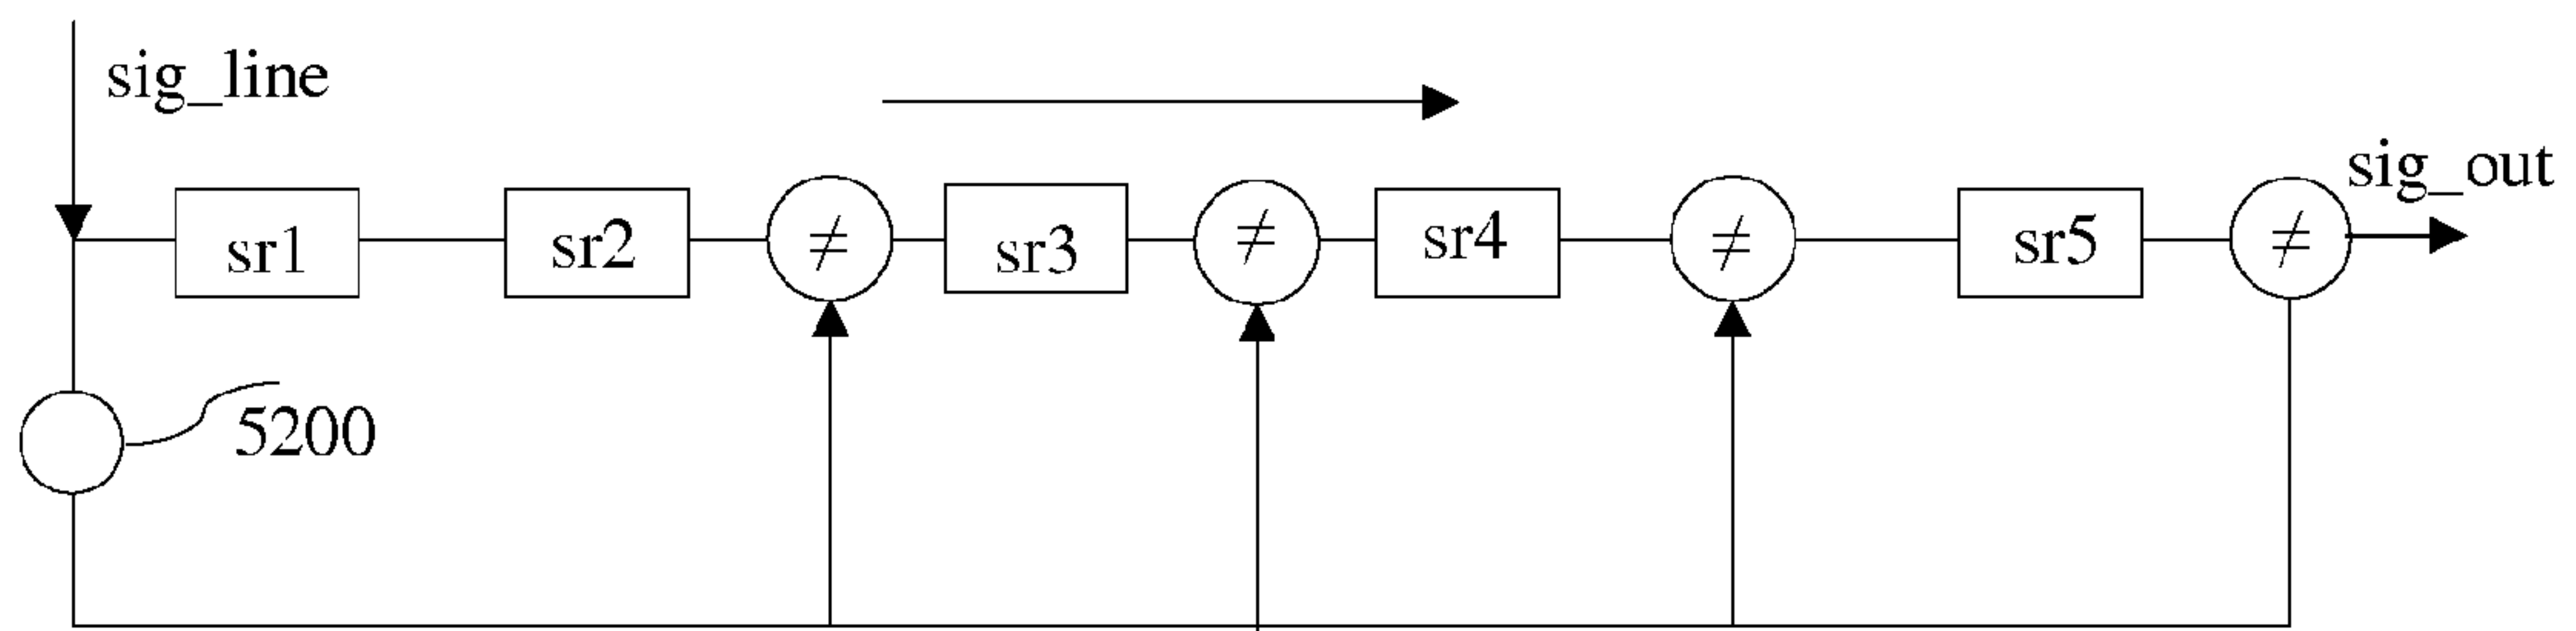 sig_line
sig_out
sr1
sr2
≠
sr3
≠
sr4
≠
sr5
≠
5200